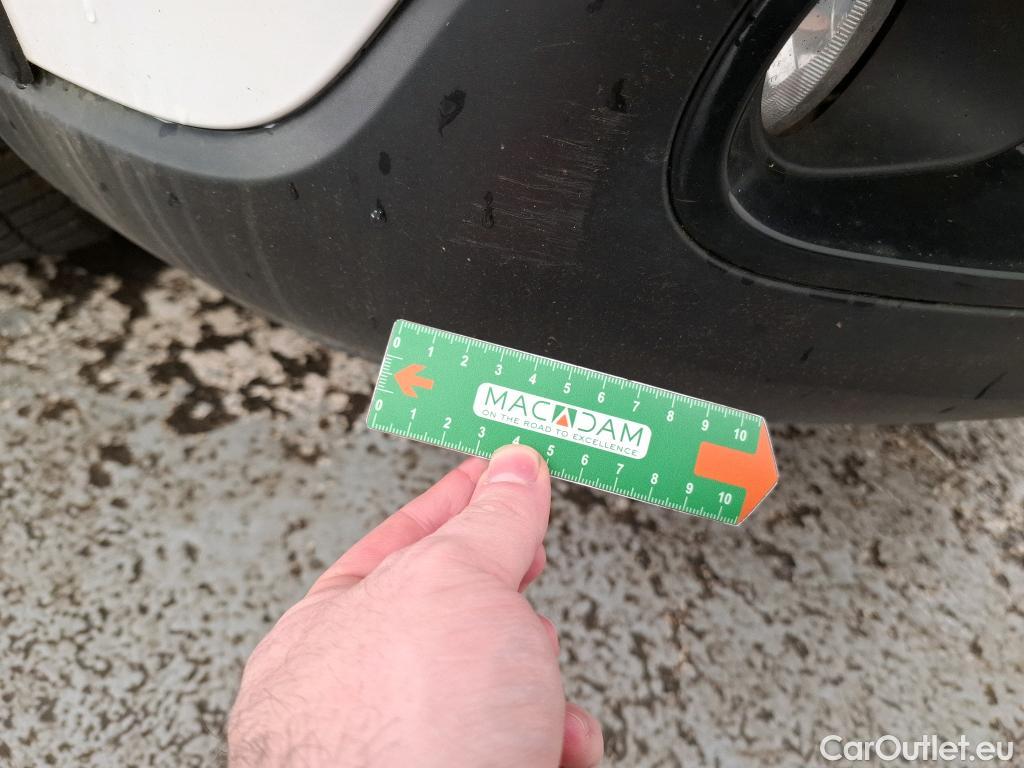 0 1 2 3 4 5 6 7 8 9 10
MACADAM
ON THE ROAD TO EXCELLENCE
0 1 2 3 4 5 6 7 8 9 10
CarOutlet.eu